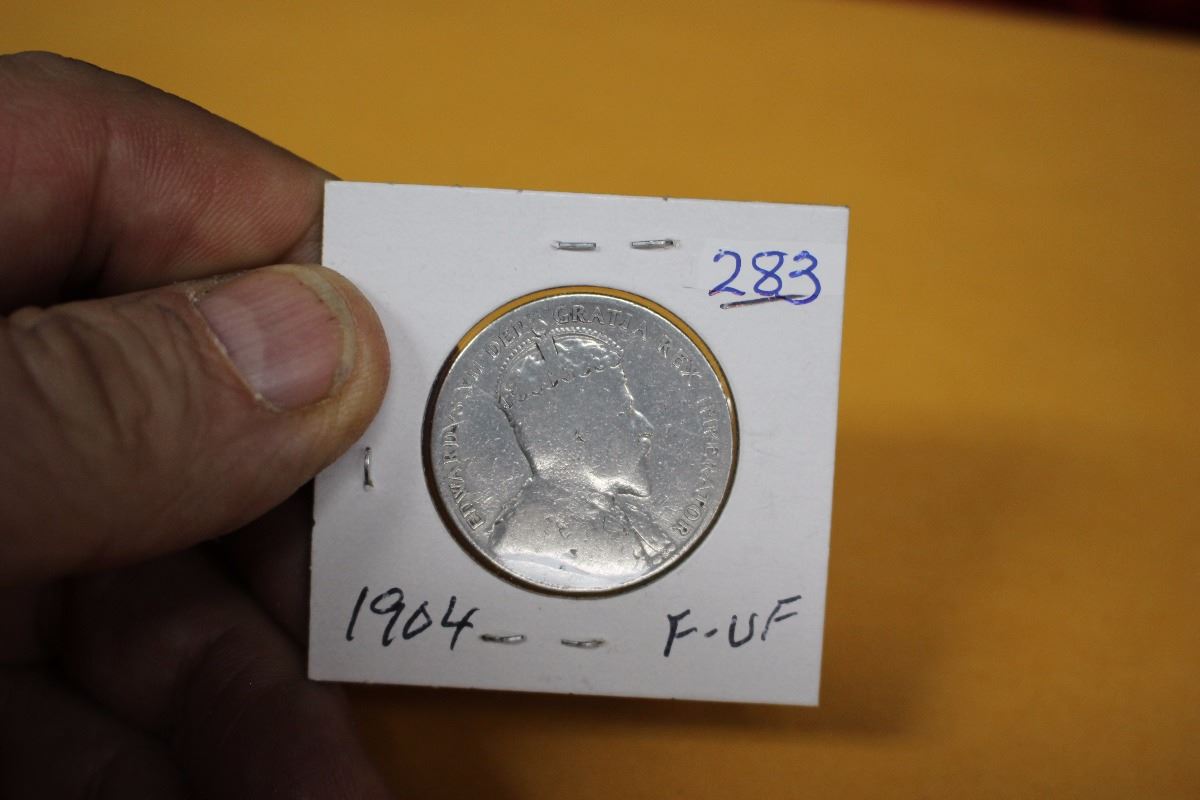 283
EDWARDVS VII DEI GRATIA REX IMPERATOR
1904 F-VF